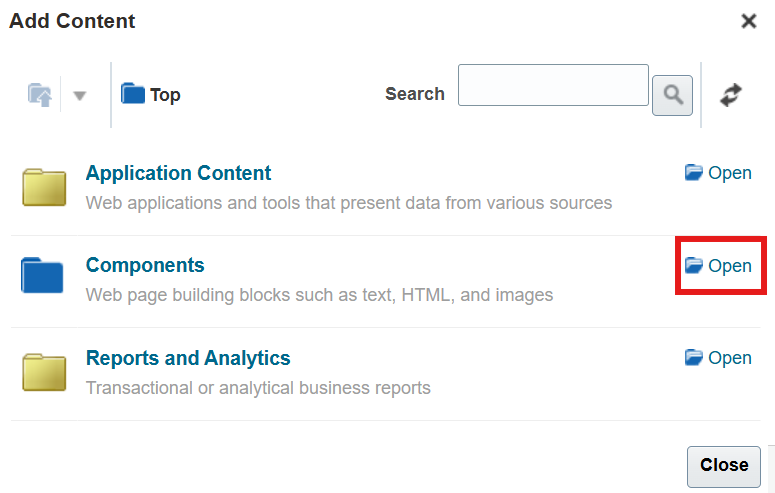 Add Content
Top
Search
Application Content
Open
Web applications and tools that present data from various sources
Components
Open
Web page building blocks such as text, HTML, and images
Reports and Analytics
Open
Transactional or analytical business reports
Close